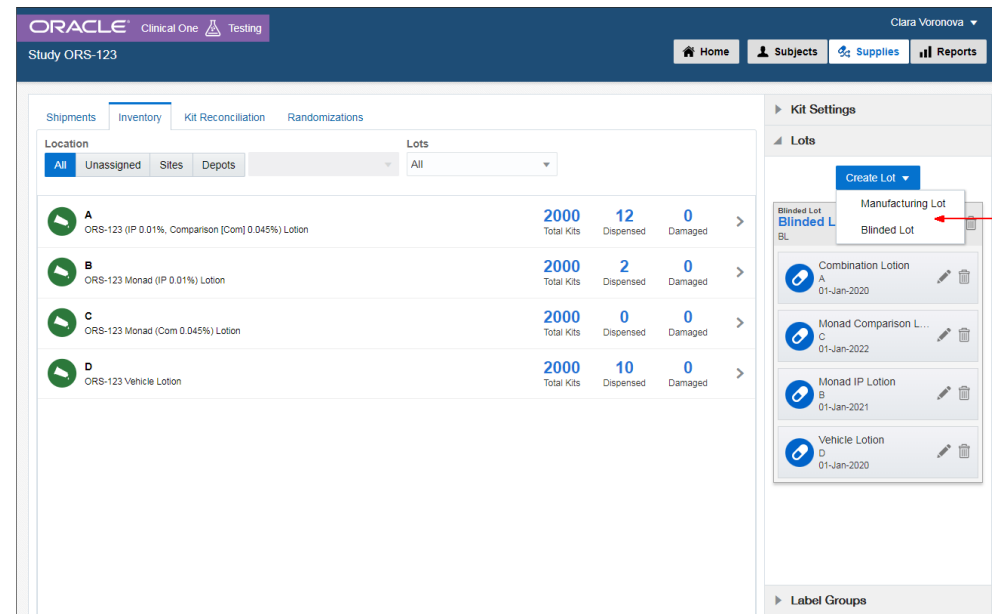 ORACLE Clinical One Testing
Clara Voronova
Study ORS-123
Home Subjects Supplies Reports
Shipments Inventory Kit Reconciliation Randomizations
Location Lots
All Unassigned Sites Depots All
A
ORS-123 (IP 0.01%, Comparison [Com] 0.045%) Lotion
2000 12 0
Total Kits Dispensed Damaged
B
ORS-123 Monad (IP 0.01%) Lotion
2000 2 0
Total Kits Dispensed Damaged
C
ORS-123 Monad (Com 0.045%) Lotion
2000 0 0
Total Kits Dispensed Damaged
D
ORS-123 Vehicle Lotion
2000 10 0
Total Kits Dispensed Damaged
Kit Settings
Lots
Create Lot
Manufacturing Lot
Blinded Lot
Blinded Lot
Blinded L
BL
Combination Lotion
A
01-Jan-2020
Monad Comparison L...
C
01-Jan-2022
Monad IP Lotion
B
01-Jan-2021
Vehicle Lotion
D
01-Jan-2020
Label Groups